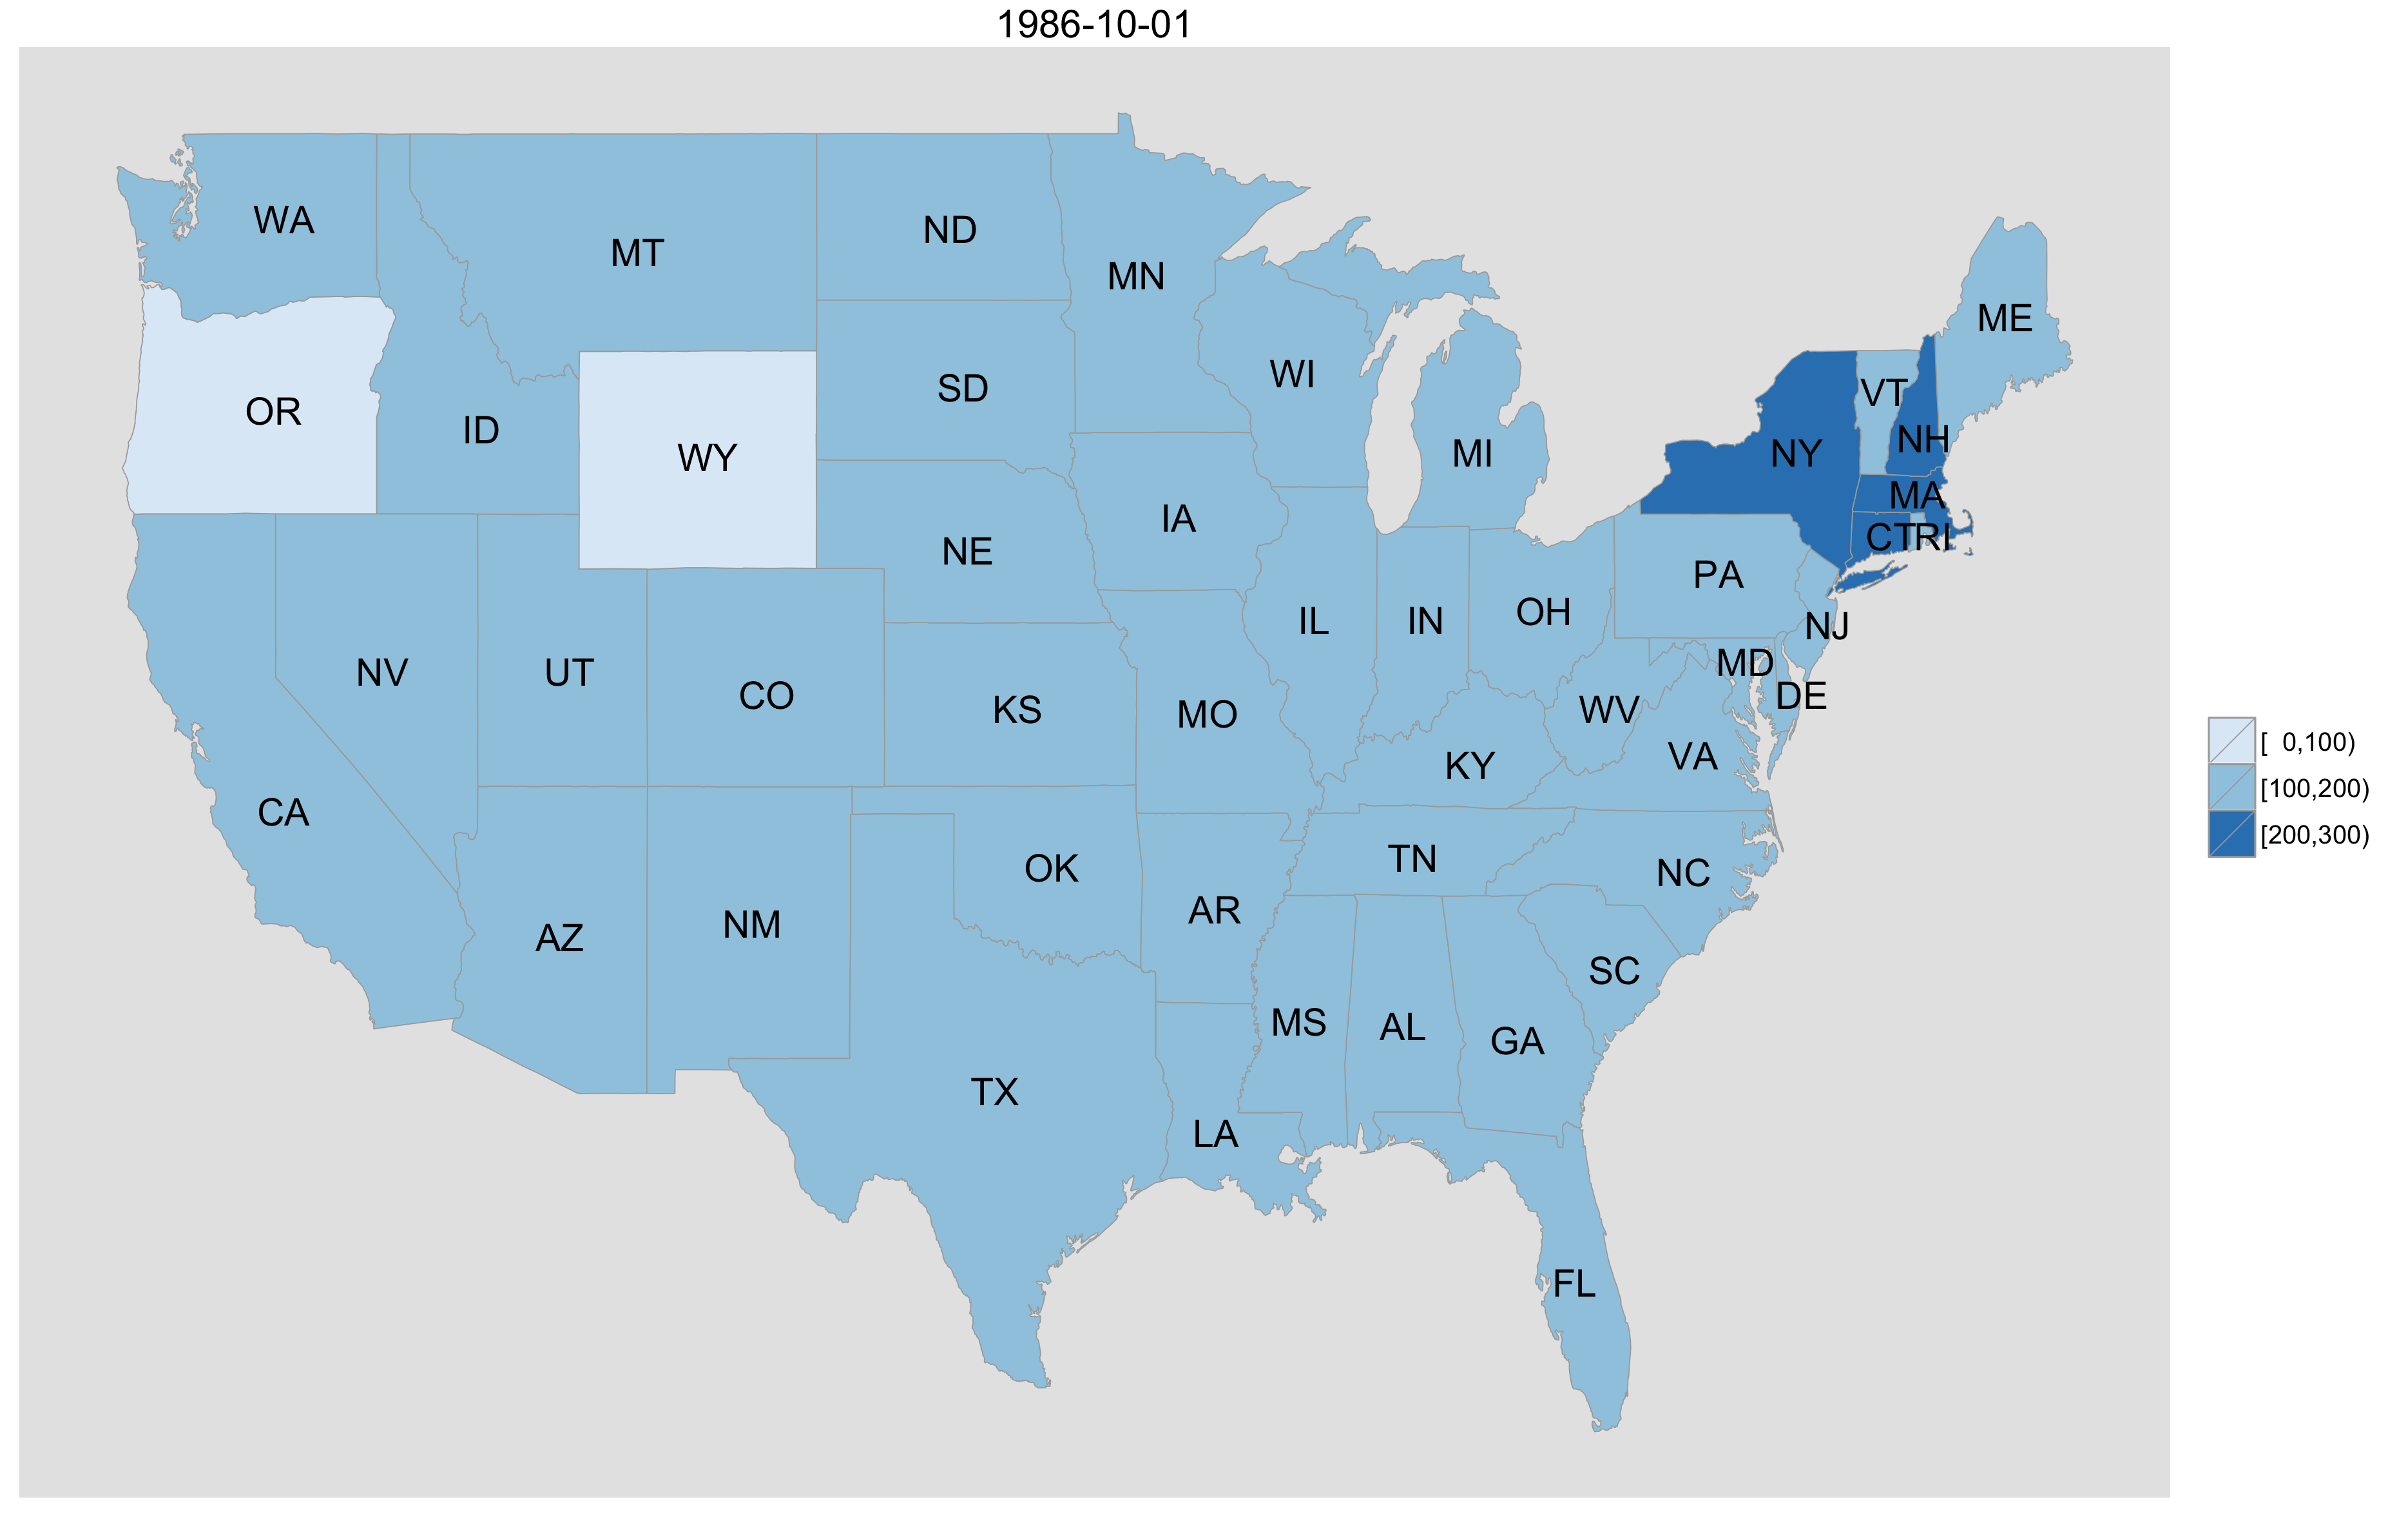 1986-10-01
WA
MT
ND
MN
ME
OR
ID
WY
SD
WI
MI
VT
NH
NY
MA
CT
RI
IA
NE
PA
NJ
IL
IN
OH
MD
DE
NV
UT
CO
KS
MO
WV
VA
KY
CA
TN
NC
OK
AR
AZ
NM
SC
MS
AL
GA
TX
LA
FL
[  0,100)
[100,200)
[200,300)